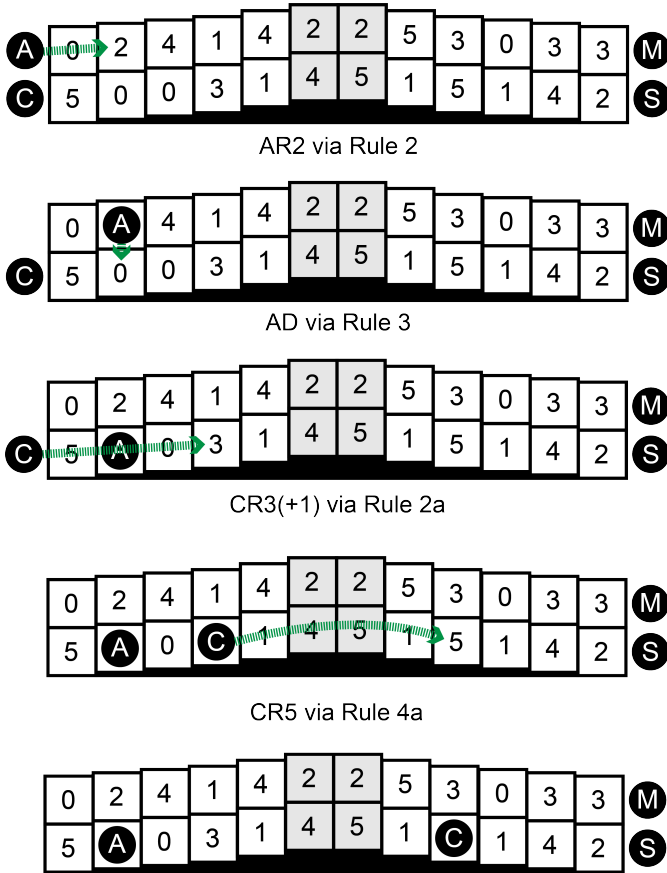 A 0 2 4 1 4 2 2 5 3 0 3 3 M
C 5 0 0 3 1 4 5 1 5 1 4 2 S
AR2 via Rule 2
0 A 4 1 4 2 2 5 3 0 3 3 M
C 5 0 0 3 1 4 5 1 5 1 4 2 S
AD via Rule 3
0 2 4 1 4 2 2 5 3 0 3 3 M
C 5 A 0 3 1 4 5 1 5 1 4 2 S
CR3(+1) via Rule 2a
0 2 4 1 4 2 2 5 3 0 3 3 M
5 A 0 C 1 4 5 1 5 1 4 2 S
CR5 via Rule 4a
0 2 4 1 4 2 2 5 3 0 3 3 M
5 A 0 3 1 4 5 1 C 1 4 2 S